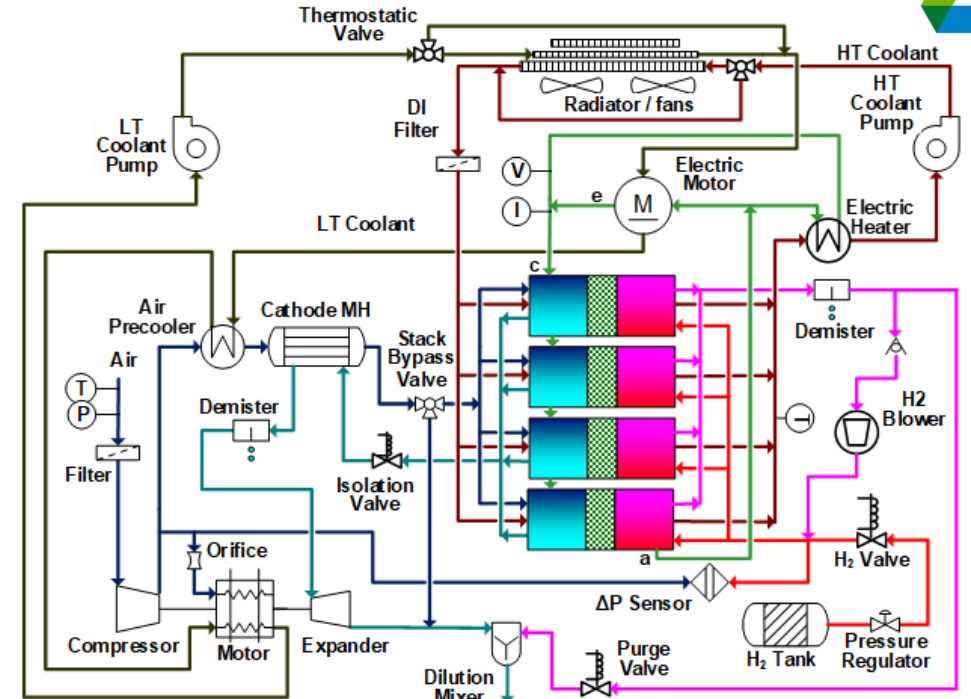 Thermostatic
Valve
HT Coolant
HT
Coolant
Pump
Radiator / fans
DI
Filter
LT
Coolant
Pump
V
I
e
M
Electric
Motor
Electric
Heater
LT Coolant
c
Air
Precooler
Cathode MH
Stack
Bypass
Valve
Demister
Air
T
P
Demister
H2
Blower
T
Filter
Isolation
Valve
Orifice
a
H₂ Valve
ΔP Sensor
Compressor
Motor
Expander
H₂ Tank
Pressure
Regulator
Purge
Valve
Dilution
Mixer